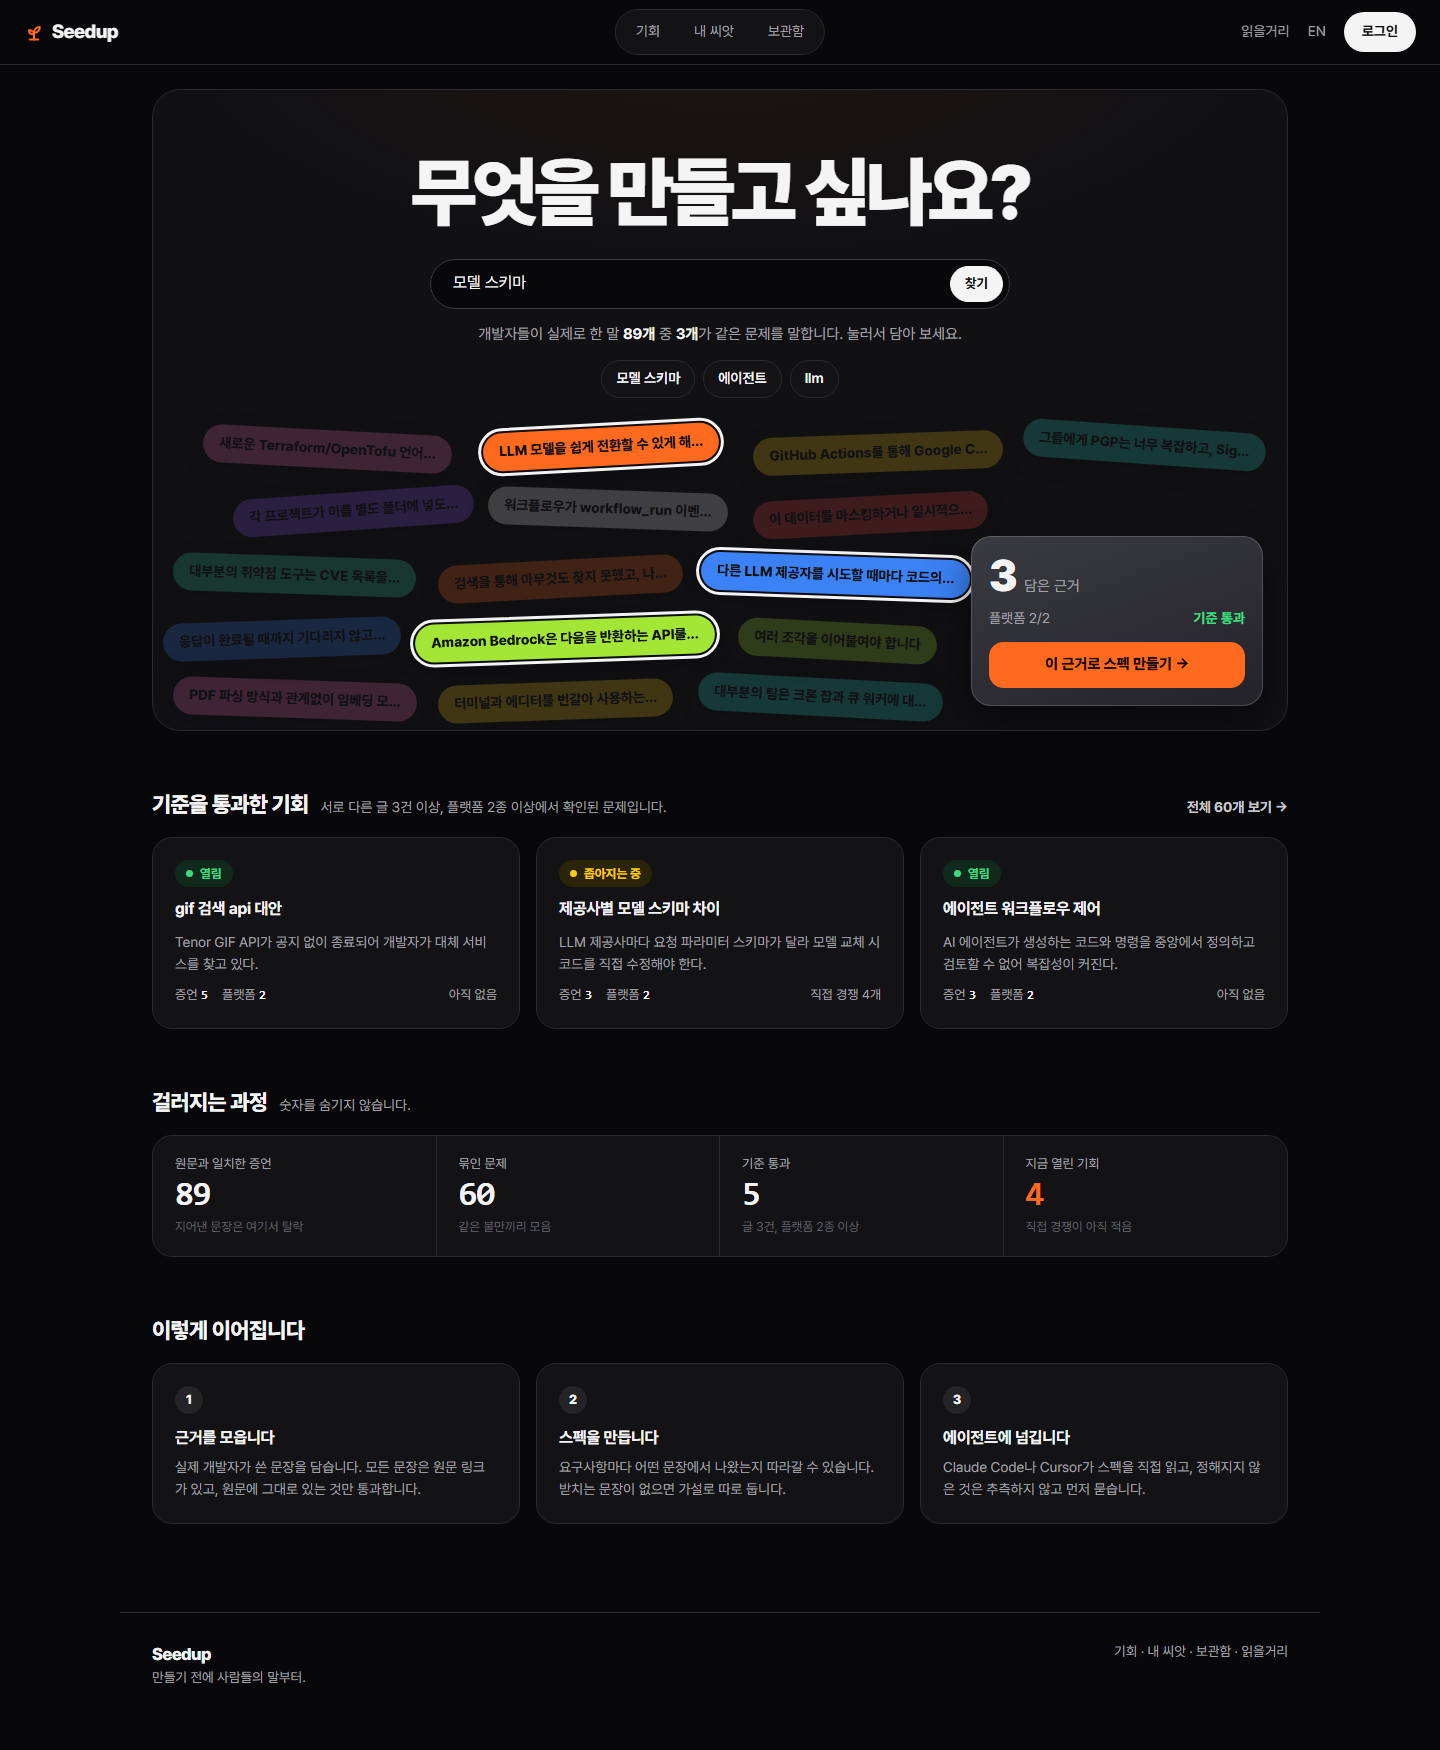 Seedup
기회
내 씨앗
보관함
읽을거리
EN
로그인
무엇을 만들고 싶나요?
모델 스키마
찾기
개발자들이 실제로 한 말 89개 중 3개가 같은 문제를 말합니다. 눌러서 담아 보세요.
모델 스키마
에이전트
llm
새로운 Terraform/OpenTofu 언어...
LLM 모델을 쉽게 전환할 수 있게 해...
GitHub Actions를 통해 Google C...
그들에게 PGP는 너무 복잡하고, Sig...
각 프로젝트가 이를 별도 폴더에 넣도...
워크플로우가 workflow_run 이벤...
이 데이터를 마스킹하거나 일시적으...
대부분의 취약점 도구는 CVE 목록을...
검색을 통해 아무것도 찾지 못했고, 나...
다른 LLM 제공자를 시도할 때마다 코드의...
응답이 완료될 때까지 기다리지 않고...
Amazon Bedrock은 다음을 반환하는 API를...
여러 조각을 이어붙여야 합니다
PDF 파싱 방식과 관계없이 임베딩 모...
터미널과 에디터를 번갈아 사용하는...
대부분의 팀은 크론 잡과 큐 워커에 대...
3 담은 근거
플랫폼 2/2
기준 통과
이 근거로 스펙 만들기 →
기준을 통과한 기회
서로 다른 글 3건 이상, 플랫폼 2종 이상에서 확인된 문제입니다.
전체 60개 보기 →
열림
gif 검색 api 대안
Tenor GIF API가 공지 없이 종료되어 개발자가 대체 서비
스를 찾고 있다.
증언 5 플랫폼 2
아직 없음
좁아지는 중
제공사별 모델 스키마 차이
LLM 제공사마다 요청 파라미터 스키마가 달라 모델 교체 시
코드를 직접 수정해야 한다.
증언 3 플랫폼 2
직접 경쟁 4개
열림
에이전트 워크플로우 제어
AI 에이전트가 생성하는 코드와 명령을 중앙에서 정의하고
검토할 수 없어 복잡성이 커진다.
증언 3 플랫폼 2
아직 없음
걸러지는 과정
숫자를 숨기지 않습니다.
원문과 일치한 증언
89
지어낸 문장은 여기서 탈락
묶인 문제
60
같은 불만끼리 모음
기준 통과
5
글 3건, 플랫폼 2종 이상
지금 열린 기회
4
직접 경쟁이 아직 적음
이렇게 이어집니다
1
근거를 모읍니다
실제 개발자가 쓴 문장을 담습니다. 모든 문장은 원문 링크
가 있고, 원문에 그대로 있는 것만 통과합니다.
2
스펙을 만듭니다
요구사항마다 어떤 문장에서 나왔는지 따라갈 수 있습니다.
받치는 문장이 없으면 가설로 따로 둡니다.
3
에이전트에 넘깁니다
Claude Code나 Cursor가 스펙을 직접 읽고, 정해지지 않
은 것은 추측하지 않고 먼저 묻습니다.
Seedup
만들기 전에 사람들의 말부터.
기회 · 내 씨앗 · 보관함 · 읽을거리